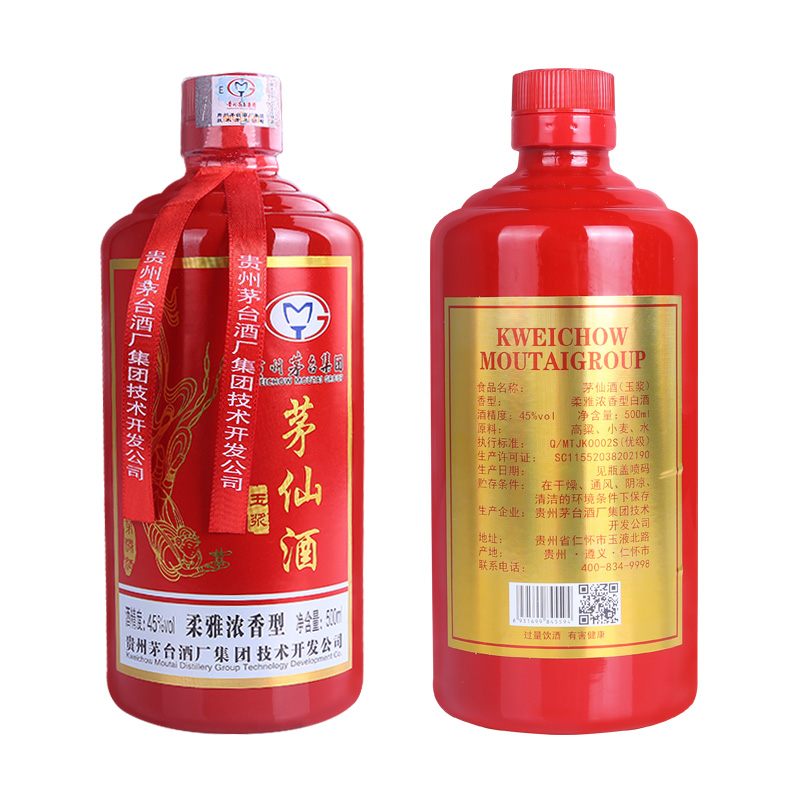 E
贵州茅台集团
贵州茅台酒厂集团技术开发公司
贵州茅台酒厂集团技术开发公司
贵州茅台集团
KWEICHOW MOUTAI GROUP
茅仙酒
玉浆
酒精度:45%vol 柔雅浓香型 净含量:500ml
贵州茅台酒厂集团技术开发公司
Kweichow Moutai Distillery Group Technology Development Co.
KWEICHOW
MOUTAIGROUP
食品名称: 茅仙酒(玉浆)
香型: 柔雅浓香型白酒
酒精度:45%vol 净含量:500ml
原料: 高粱、小麦、水
执行标准: Q/MTJK0002S(优级)
生产许可证: SC11552038202190
生产日期: 见瓶盖喷码
贮存条件: 在干燥、通风、阴凉、
清洁的环境条件下保存
生产企业: 贵州茅台酒厂集团技术
开发公司
地址: 贵州省仁怀市玉液北路
产地: 贵州·遵义·仁怀市
联系电话: 400-834-9998
过量饮酒 有害健康